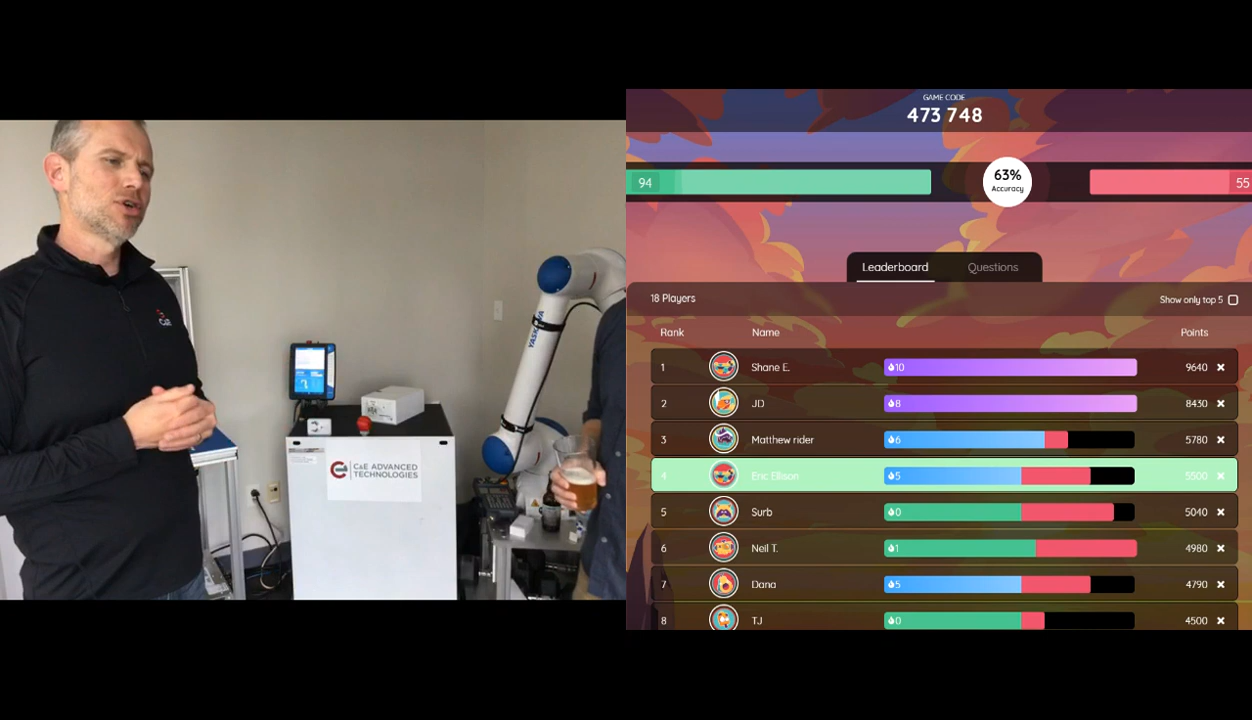 C&E
YASKAWA
C&E ADVANCED
TECHNOLOGIES
GAME CODE
473 748
94
63%
Accuracy
55
Leaderboard
Questions
18 Players
Show only top 5
Rank
Name
Points
1
Shane E.
10
9640
2
JD
8
8430
3
Matthew rider
6
5780
4
Eric Ellison
5
5500
5
Surb
0
5040
6
Neil T.
1
4980
7
Dana
5
4790
8
TJ
0
4500